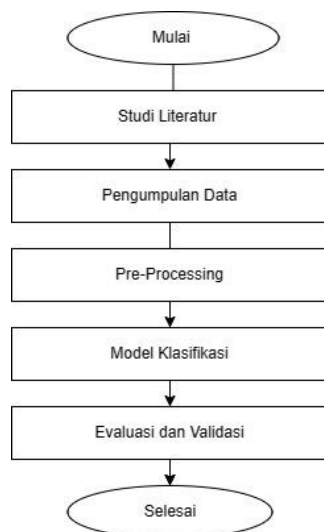 Mulai
Studi Literatur
Pengumpulan Data
Pre-Processing
Model Klasifikasi
Evaluasi dan Validasi
Selesai